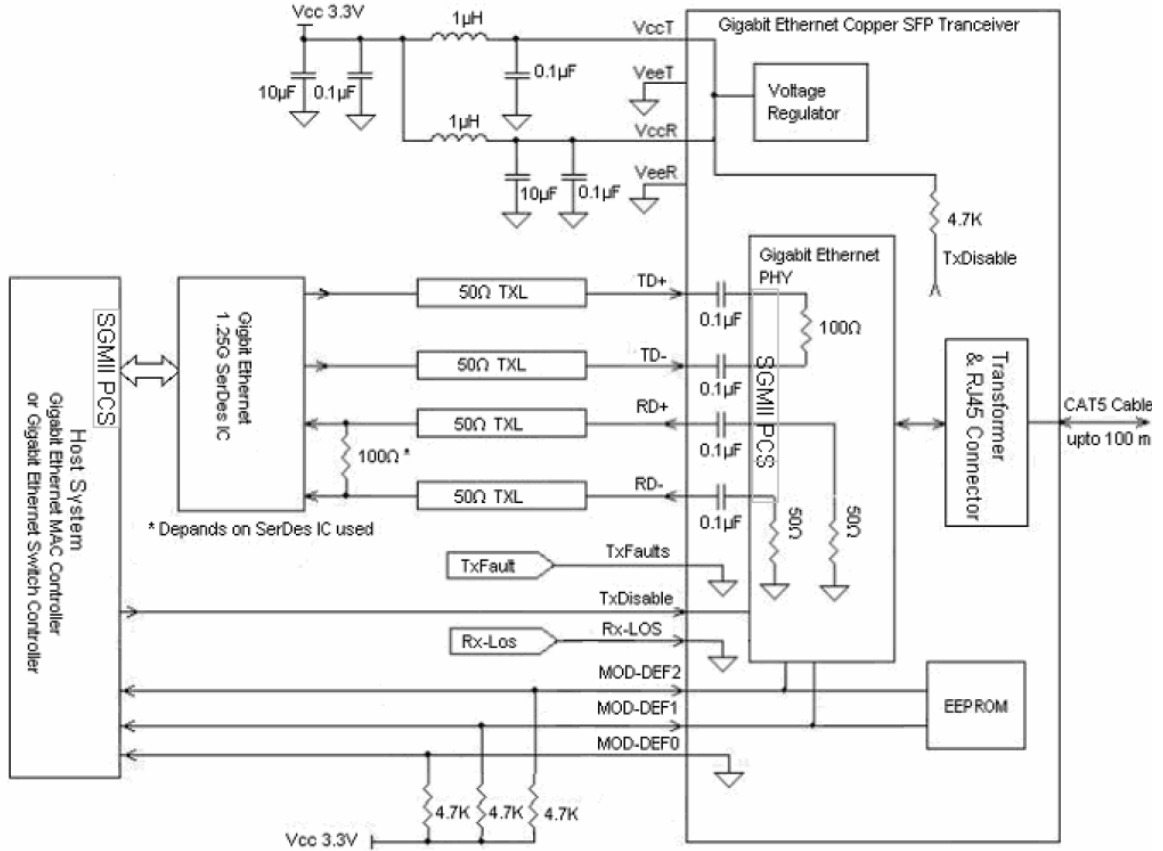 Vcc 3.3V
1µH
VccT
Gigabit Ethernet Copper SFP Tranceiver
10µF
0.1µF
0.1µF
VeeT
Voltage
Regulator
1µH
VccR
10µF
0.1µF
VeeR
4.7K
TxDisable
Gigabit Ethernet
PHY
SGMII PCS
Host System
Gigabit Ethernet MAC Controller
or Gigabit Ethernet Switch Controller
Gigbit Ethernet
1.25G SerDes IC
50Ω TXL
TD+
0.1µF
100Ω
50Ω TXL
TD-
0.1µF
SGMII PCS
50Ω TXL
RD+
0.1µF
100Ω *
50Ω TXL
RD-
0.1µF
50Ω
50Ω
Transformer
& RJ45 Connector
CAT5 Cable
upto 100 m
* Depands on SerDes IC used
TxFault
TxFaults
TxDisable
Rx-Los
Rx-LOS
MOD-DEF2
MOD-DEF1
MOD-DEF0
EEPROM
4.7K
4.7K
4.7K
Vcc 3.3V